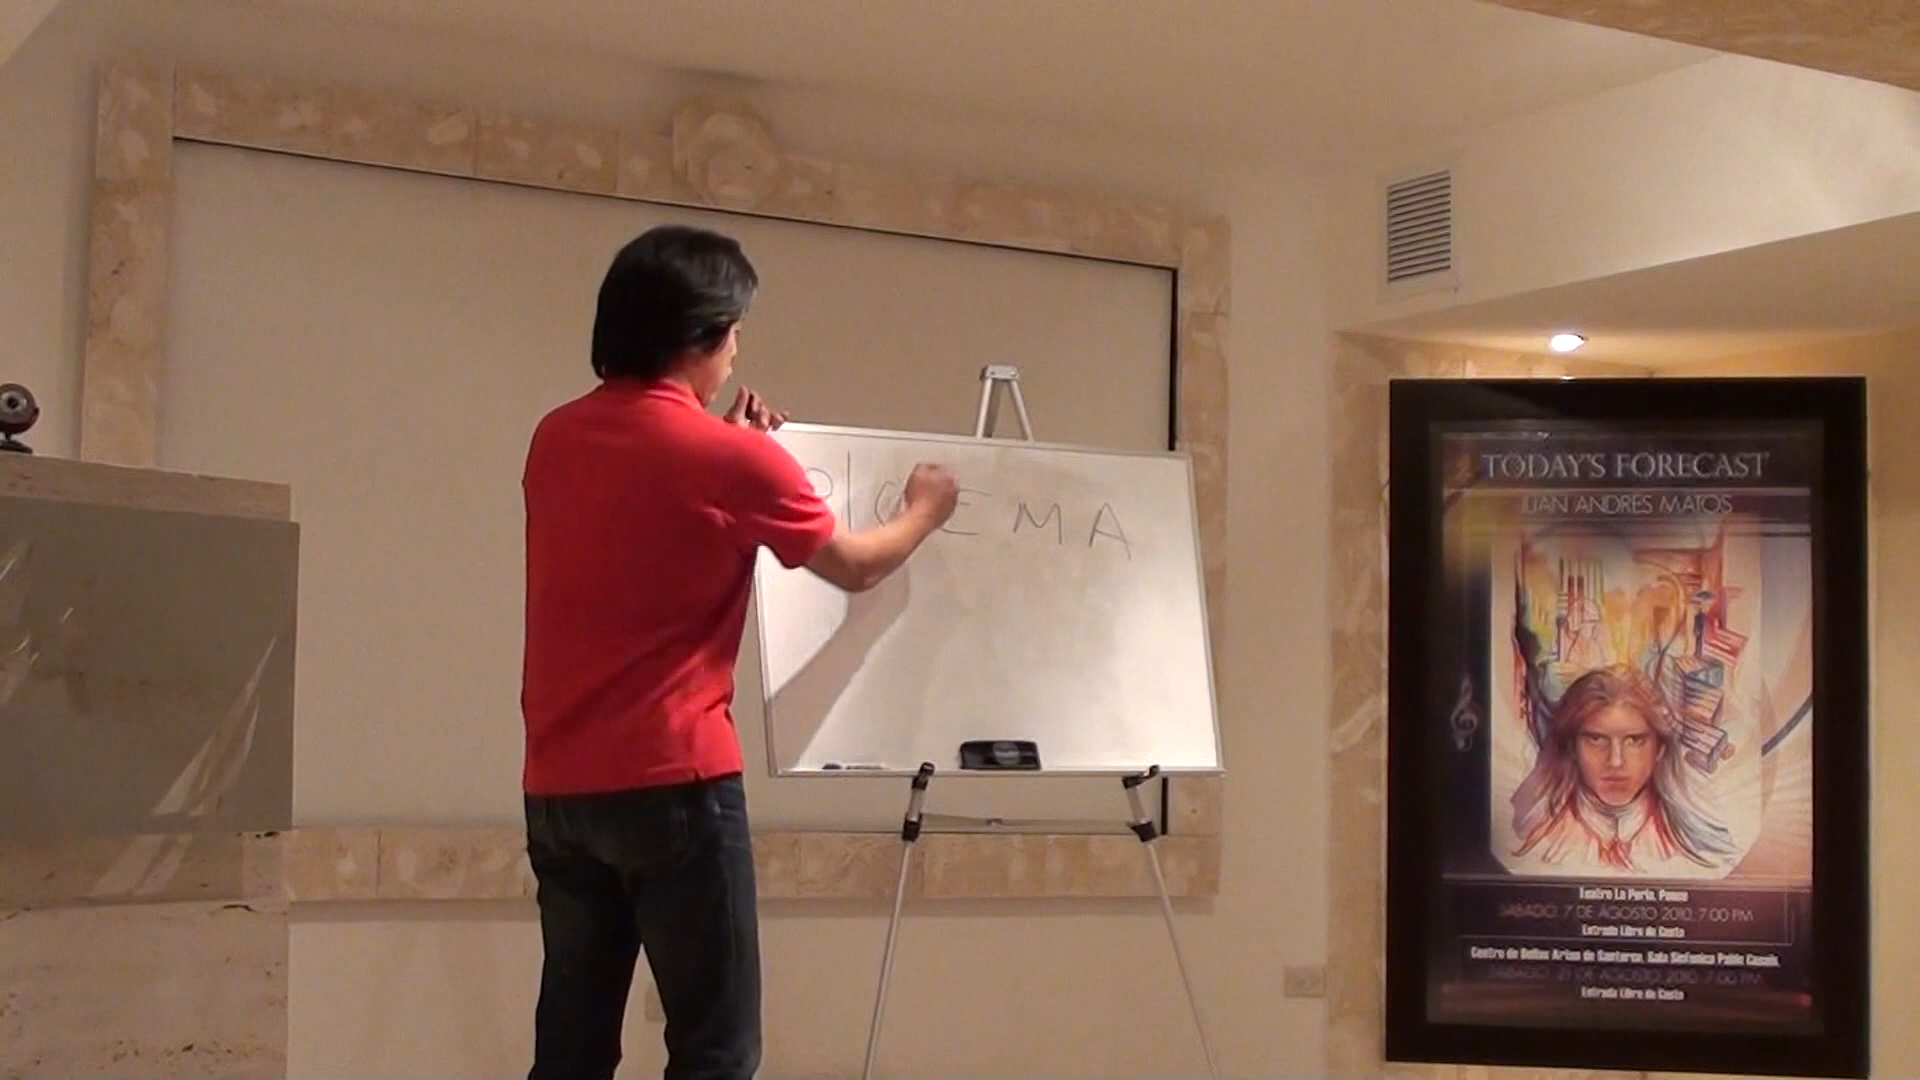 EMA
TODAY'S FORECAST
JUAN ANDRES MATOS
Teatro La Perla, Ponce
SABADO, 7 DE AGOSTO 2010, 7:00 PM
Entrada Libre de Costo
Centro de Bellas Artes de Santurce, Sala Sinfonica Pablo Casals,
SABADO, 21 DE AGOSTO 2010, 7:00 PM
Entrada Libre de Costo